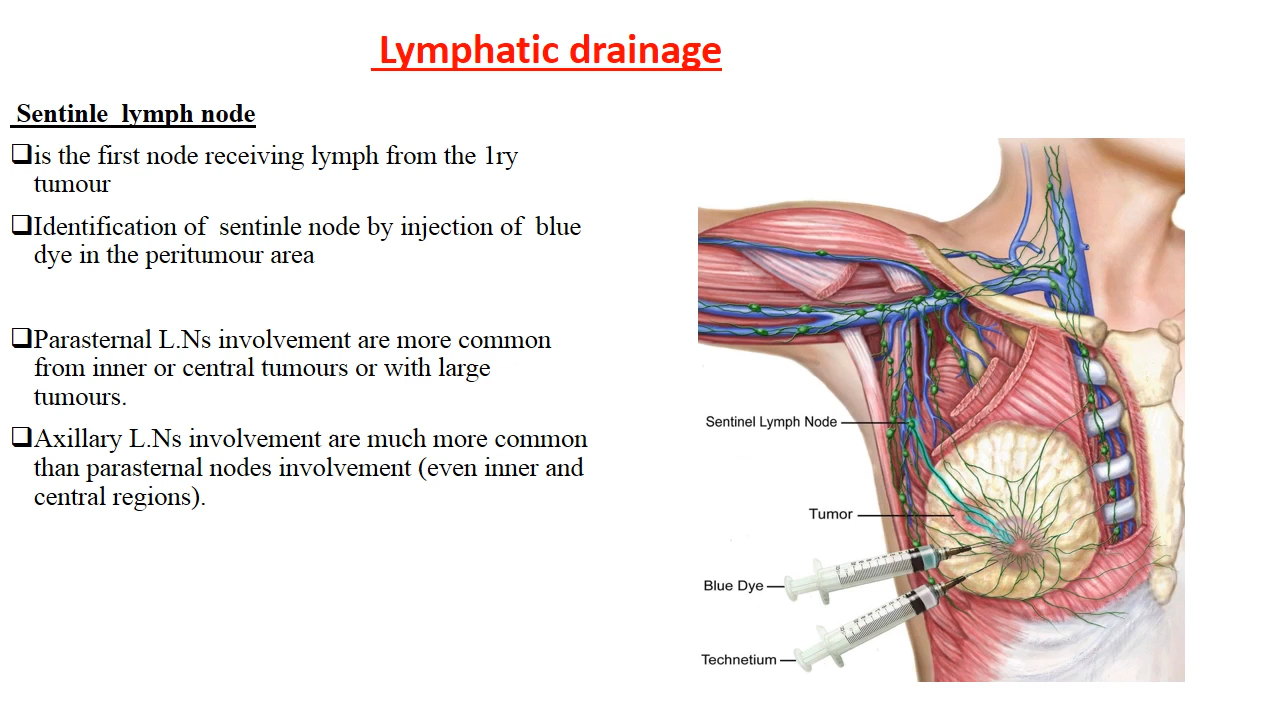 Lymphatic drainage
Sentinle lymph node
❑is the first node receiving lymph from the 1ry
tumour
❑Identification of sentinle node by injection of blue
dye in the peritumour area
❑Parasternal L.Ns involvement are more common
from inner or central tumours or with large
tumours.
❑Axillary L.Ns involvement are much more common
than parasternal nodes involvement (even inner and
central regions).
Sentinel Lymph Node
Tumor
Blue Dye
Technetium